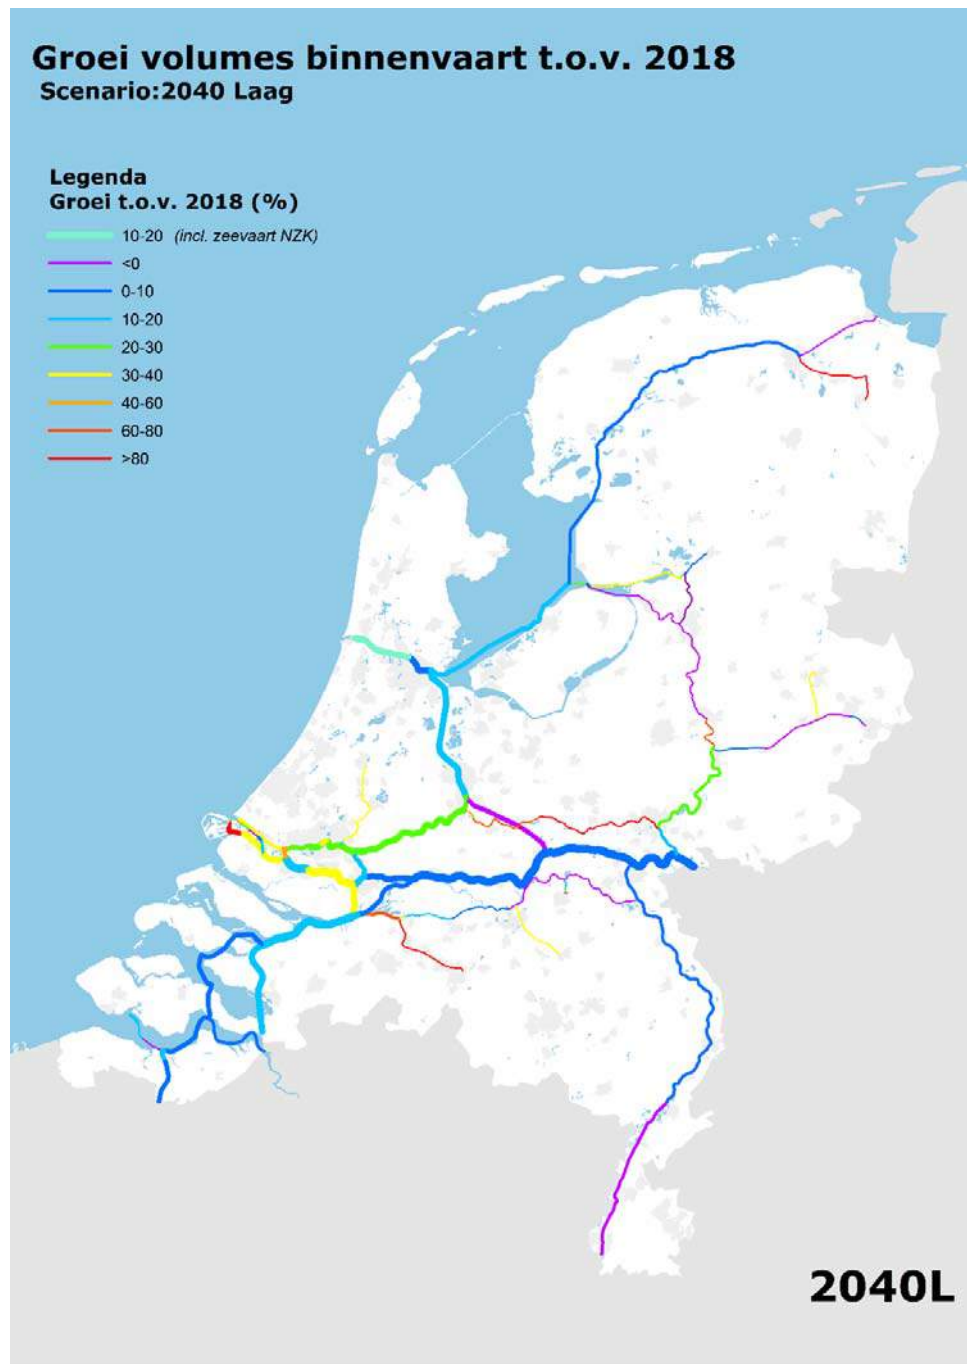 Groei volumes binnenvaart t.o.v. 2018
Scenario:2040 Laag
Legenda
Groei t.o.v. 2018 (%)
10-20 (incl. zeevaart NZK)
<0
0-10
10-20
20-30
30-40
40-60
60-80
>80
2040L